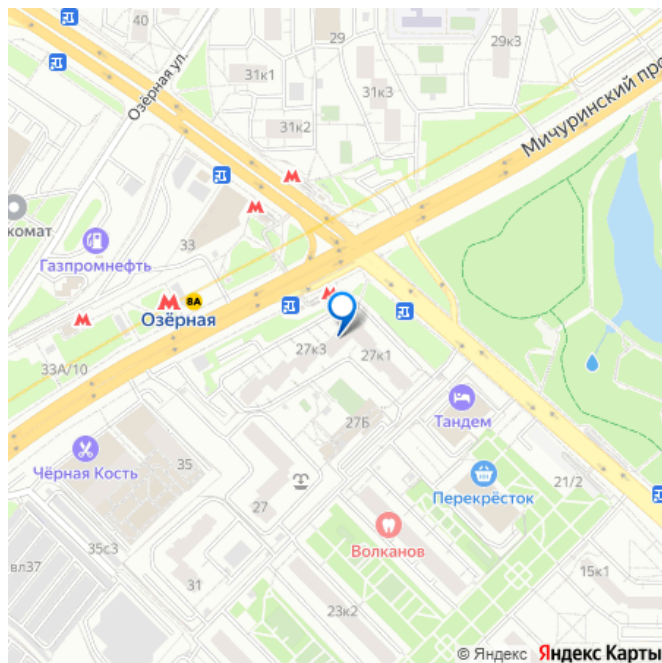 40
29
29к3
Озёрная ул.
31к1
31к3
31к2
Мичуринский про
комат
33
Газпромнефть
8А
Озёрная
33А/10
27к3
27к1
Тандем
27Б
Чёрная Кость
35
Перекрёсток
21/2
27
Волканов
35с3
вл37
31
15к1
23к2
© Яндекс Яндекс Карты